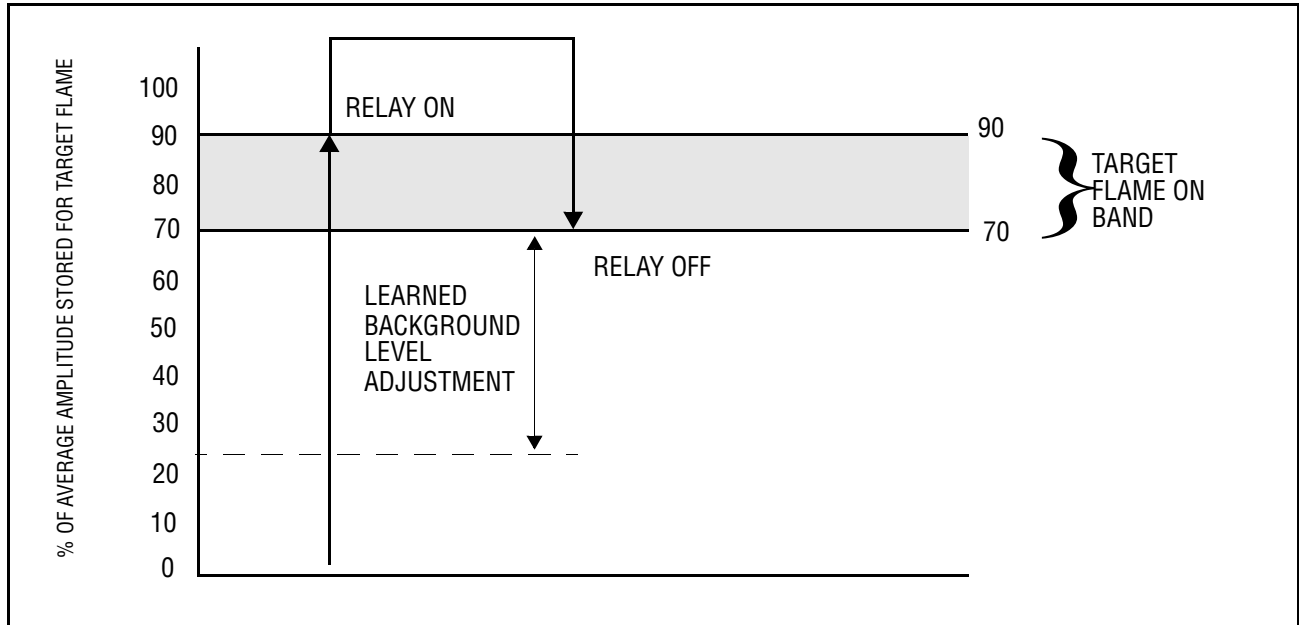 % OF AVERAGE AMPLITUDE STORED FOR TARGET FLAME
100
90
80
70
60
50
40
30
20
10
0
RELAY ON
RELAY OFF
LEARNED
BACKGROUND
LEVEL
ADJUSTMENT
90
70
TARGET
FLAME ON
BAND